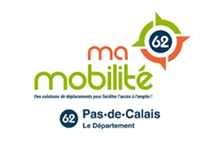 ma 62
mobilité
Des solutions de déplacements pour faciliter l'accès à l'emploi !
62 Pas-de-Calais
Le Département